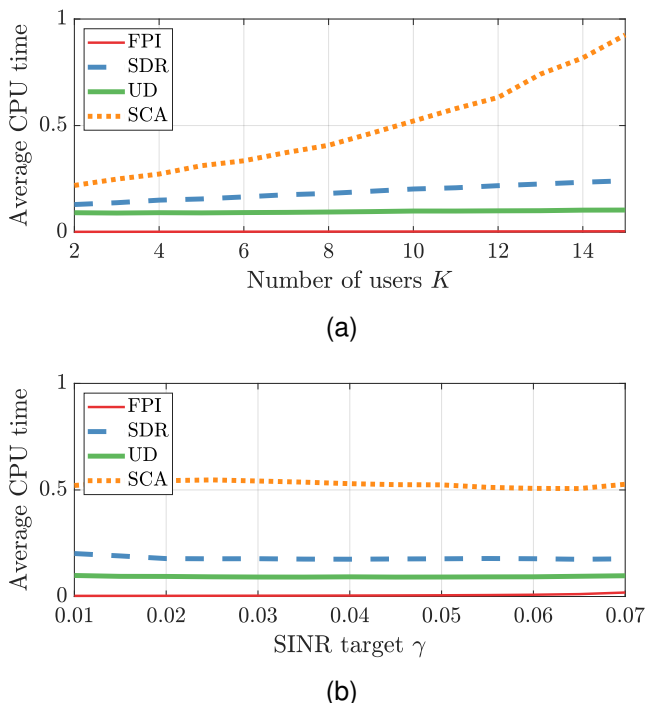 1
FPI
SDR
UD
SCA
0.5
0
Average CPU time
2 4 6 8 10 12 14
Number of users K
(a)
1
FPI
SDR
UD
SCA
0.5
0
Average CPU time
0.01 0.02 0.03 0.04 0.05 0.06 0.07
SINR target γ
(b)